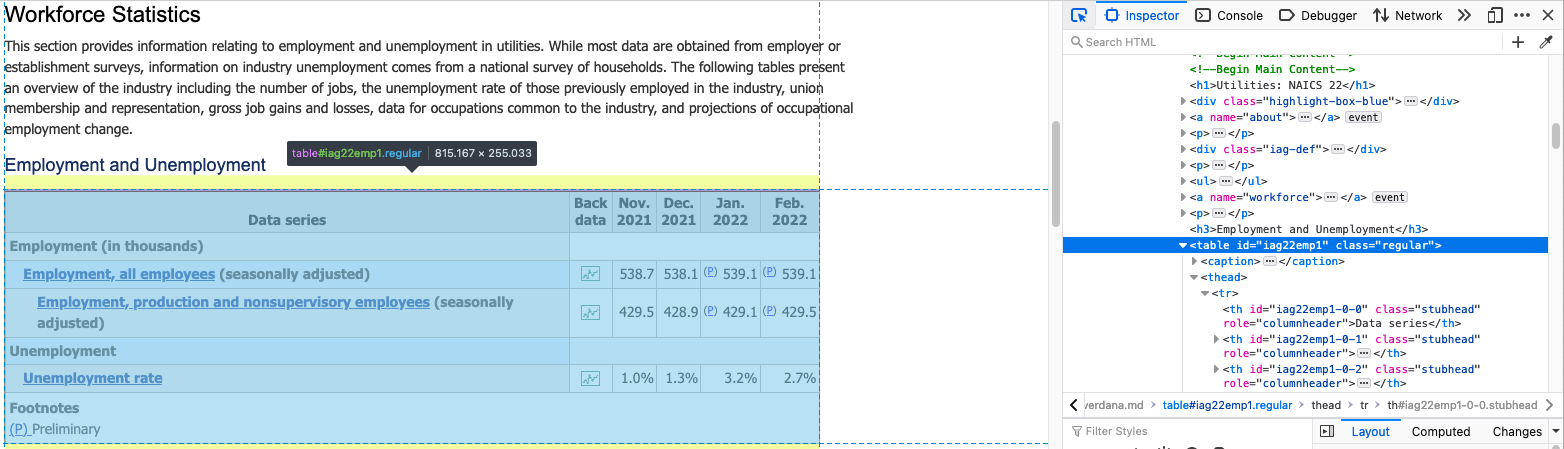 Workforce Statistics
This section provides information relating to employment and unemployment in utilities. While most data are obtained from employer or
establishment surveys, information on industry unemployment comes from a national survey of households. The following tables present
an overview of the industry including the number of jobs, the unemployment rate of those previously employed in the industry, union
membership and representation, gross job gains and losses, data for occupations common to the industry, and projections of occupational
employment change.
table#iag22emp1.regular 815.167 × 255.033
Employment and Unemployment
Data series Back data Nov. 2021 Dec. 2021 Jan. 2022 Feb. 2022
Employment (in thousands)
Employment, all employees (seasonally adjusted) 538.7 538.1 (P) 539.1 (P) 539.1
Employment, production and nonsupervisory employees (seasonally
adjusted) 429.5 428.9 (P) 429.1 (P) 429.5
Unemployment
Unemployment rate 1.0% 1.3% 3.2% 2.7%
Footnotes
(P) Preliminary
Inspector Console Debugger Network
Search HTML
<!--Begin Main Content-->
<!--Begin Main Content-->
<h1>Utilities: NAICS 22</h1>
<div class="highlight-box-blue"> </div>
<a name="about"> </a> event
<p> </p>
<div class="iag-def"> </div>
<p> </p>
<ul> </ul>
<a name="workforce"> </a> event
<p> </p>
<h3>Employment and Unemployment</h3>
<table id="iag22emp1" class="regular">
<caption> </caption>
<thead>
<tr>
<th id="iag22emp1-0-0" class="stubhead"
role="columnheader">Data series</th>
<th id="iag22emp1-0-1" class="stubhead"
role="columnheader"> </th>
<th id="iag22emp1-0-2" class="stubhead"
role="columnheader"> </th>
verdana.md > table#iag22emp1.regular > thead > tr > th#iag22emp1-0-0.stubhead
Filter Styles
Layout Computed Changes